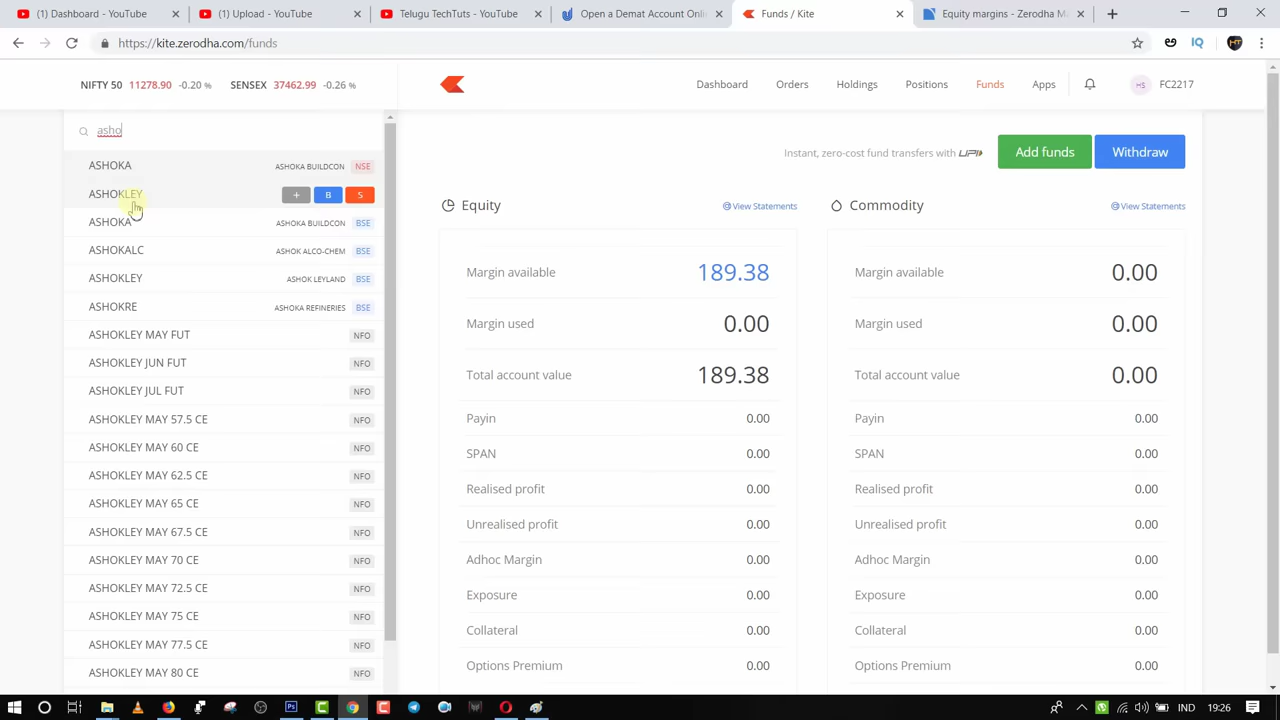 (1) Dashboard - YouTube
(1) Upload - YouTube
Telugu TechTuts - YouTube
Open a Demat Account Online
Funds / Kite
Equity margins - Zerodha M
https://kite.zerodha.com/funds
NIFTY 50 11278.90 -0.20 %
SENSEX 37462.99 -0.26 %
Dashboard Orders Holdings Positions Funds Apps HS FC2217
asho
ASHOKA ASHOKA BUILDCON NSE
ASHOKLEY + B S
ASHOKA ASHOKA BUILDCON BSE
ASHOKALC ASHOK ALCO-CHEM BSE
ASHOKLEY ASHOK LEYLAND BSE
ASHOKRE ASHOKA REFINERIES BSE
ASHOKLEY MAY FUT NFO
ASHOKLEY JUN FUT NFO
ASHOKLEY JUL FUT NFO
ASHOKLEY MAY 57.5 CE NFO
ASHOKLEY MAY 60 CE NFO
ASHOKLEY MAY 62.5 CE NFO
ASHOKLEY MAY 65 CE NFO
ASHOKLEY MAY 67.5 CE NFO
ASHOKLEY MAY 70 CE NFO
ASHOKLEY MAY 72.5 CE NFO
ASHOKLEY MAY 75 CE NFO
ASHOKLEY MAY 77.5 CE NFO
ASHOKLEY MAY 80 CE NFO
Instant, zero-cost fund transfers with UPI
Add funds
Withdraw
Equity View Statements
Margin available 189.38
Margin used 0.00
Total account value 189.38
Payin 0.00
SPAN 0.00
Realised profit 0.00
Unrealised profit 0.00
Adhoc Margin 0.00
Exposure 0.00
Collateral 0.00
Options Premium 0.00
Commodity View Statements
Margin available 0.00
Margin used 0.00
Total account value 0.00
Payin 0.00
SPAN 0.00
Realised profit 0.00
Unrealised profit 0.00
Adhoc Margin 0.00
Exposure 0.00
Collateral 0.00
Options Premium 0.00
IND 19:26